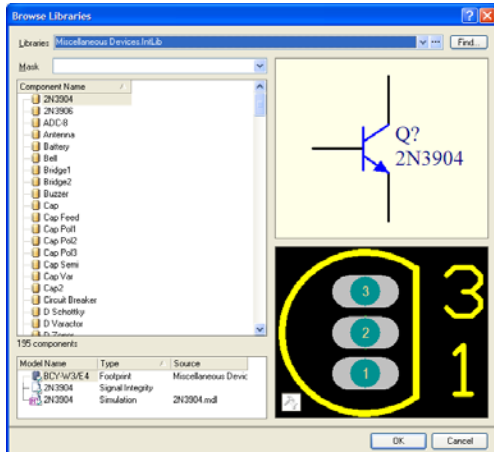 Browse Libraries
Libraries Miscellaneous Devices.IntLib Find...
Mask
Component Name
2N3904
2N3906
ADC-8
Antenna
Battery
Bell
Bridge1
Bridge2
Buzzer
Cap
Cap Feed
Cap Pol1
Cap Pol2
Cap Pol3
Cap Semi
Cap Var
Cap2
Circuit Breaker
D Schottky
D Varactor
D Zener
195 components
Model Name Type Source
BCY-W3/E4 Footprint Miscellaneous Devic
2N3904 Signal Integrity
2N3904 Simulation 2N3904.mdl
Q?
2N3904
3
2
1
3
1
OK Cancel